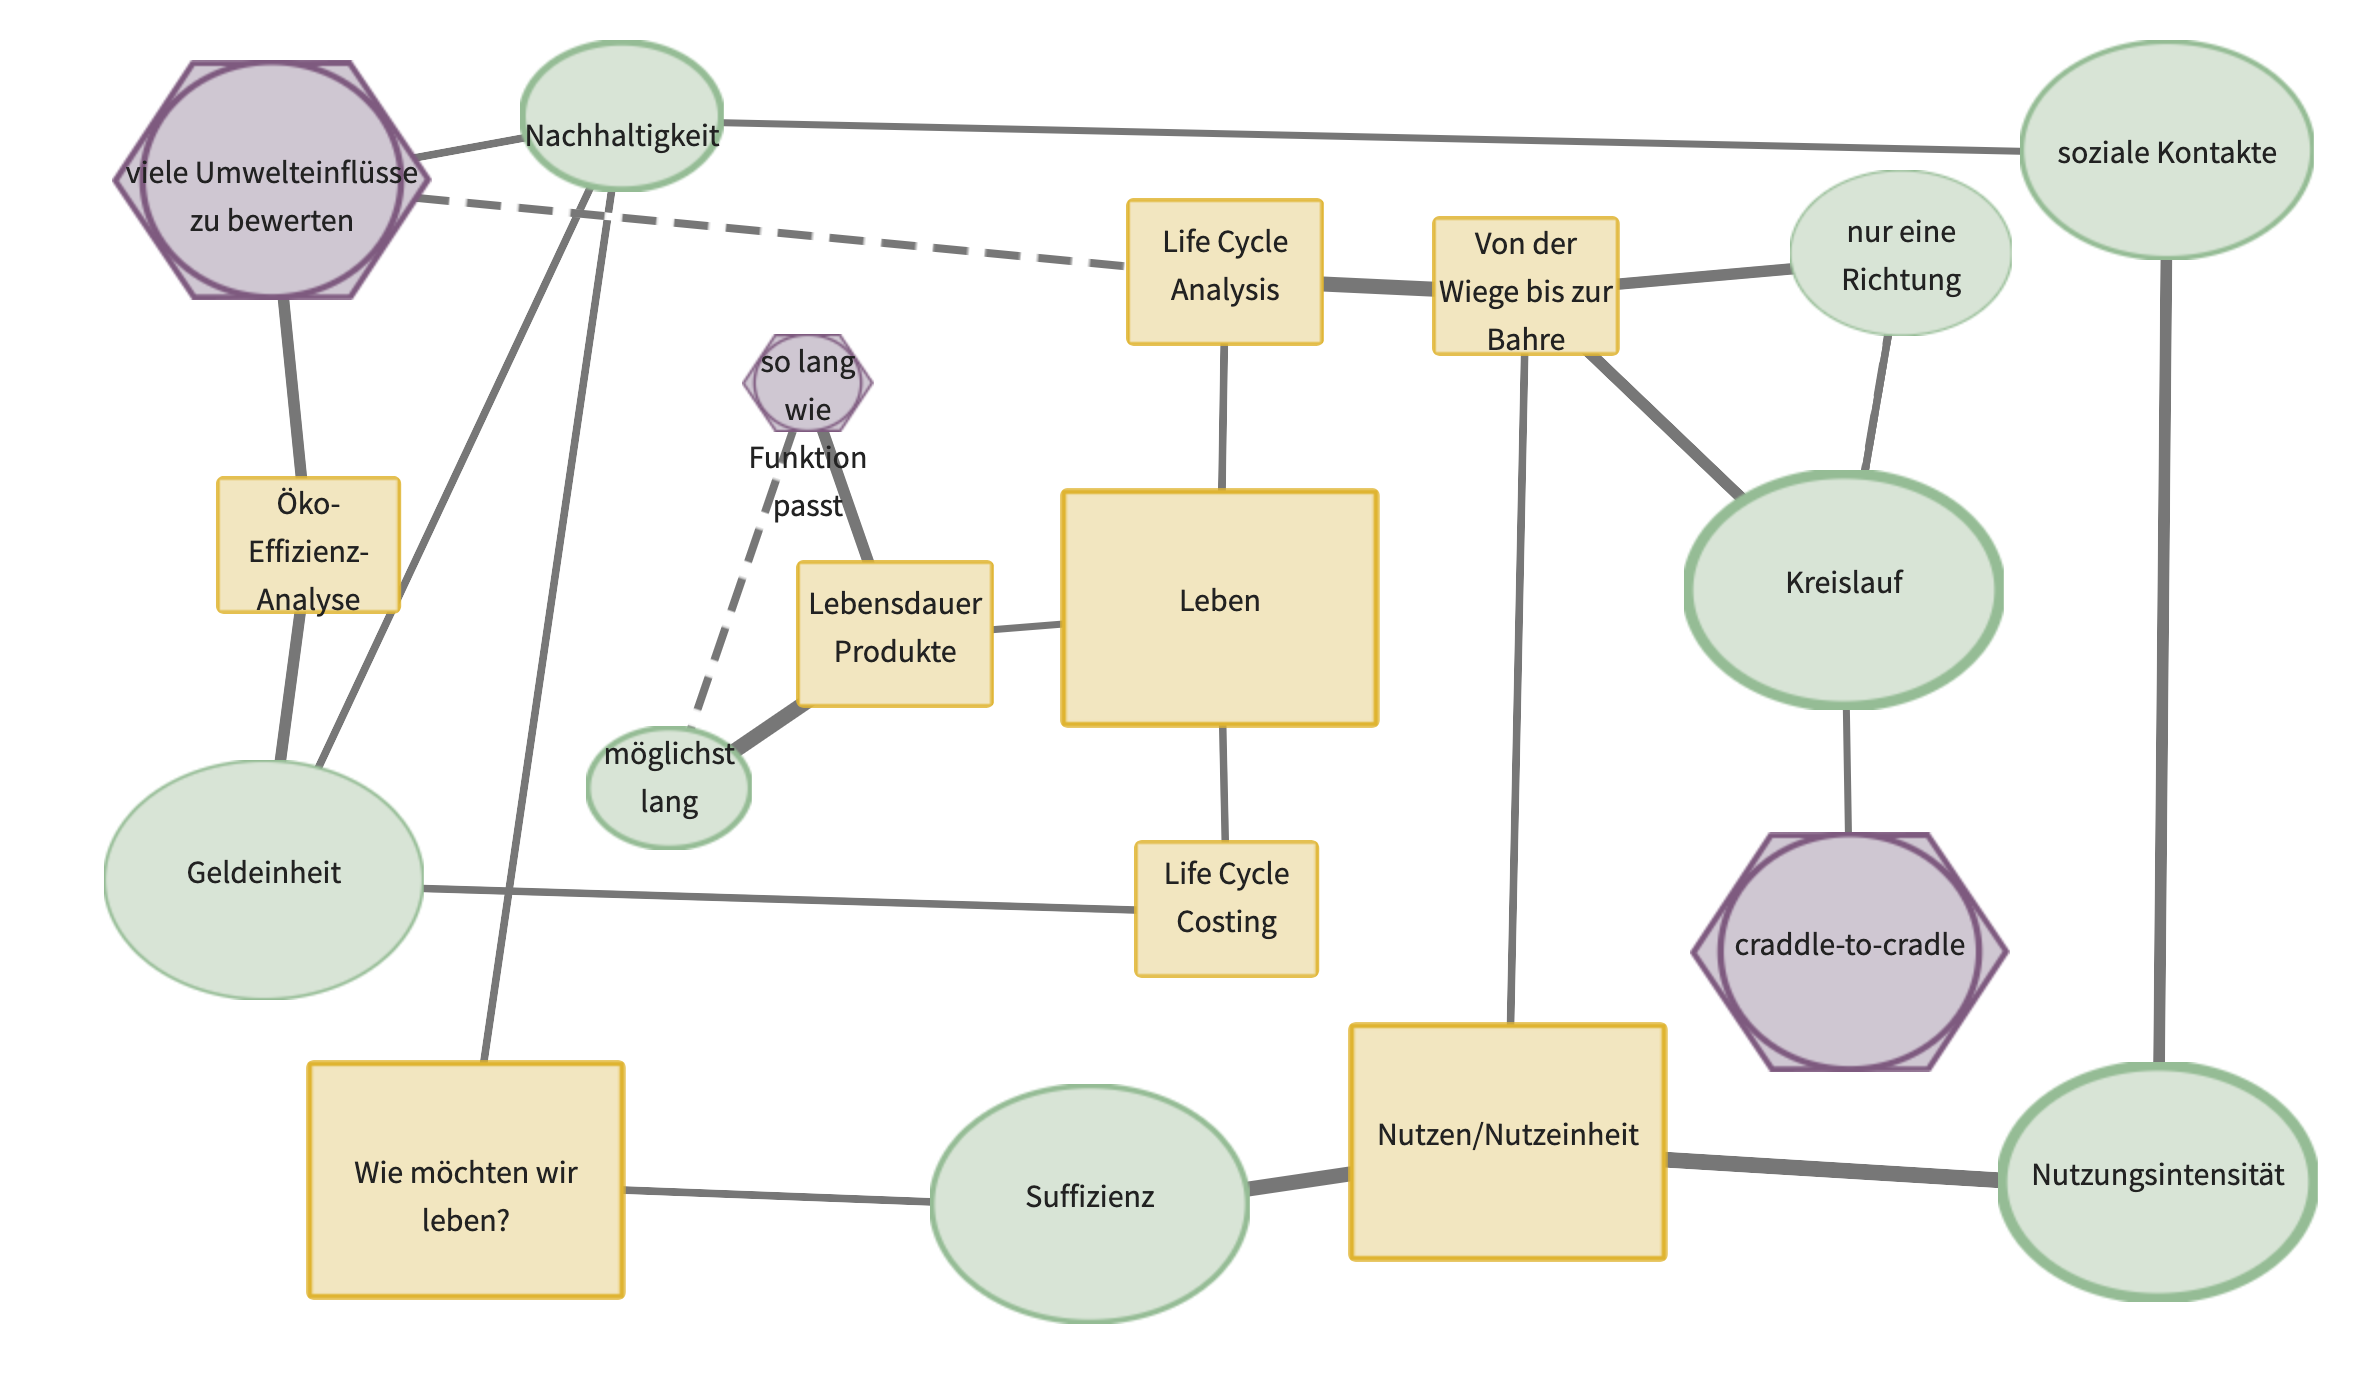 Nachhaltigkeit
viele Umwelteinflüsse
zu bewerten
soziale Kontakte
nur eine
Richtung
Life Cycle
Analysis
Von der
Wiege bis zur
Bahre
so lang
wie
Funktion
passt
Öko-
Effizienz-
Analyse
Lebensdauer
Produkte
Leben
Kreislauf
möglichst
lang
Geldeinheit
Life Cycle
Costing
craddle-to-cradle
Wie möchten wir
leben?
Suffizienz
Nutzen/Nutzeinheit
Nutzungsintensität